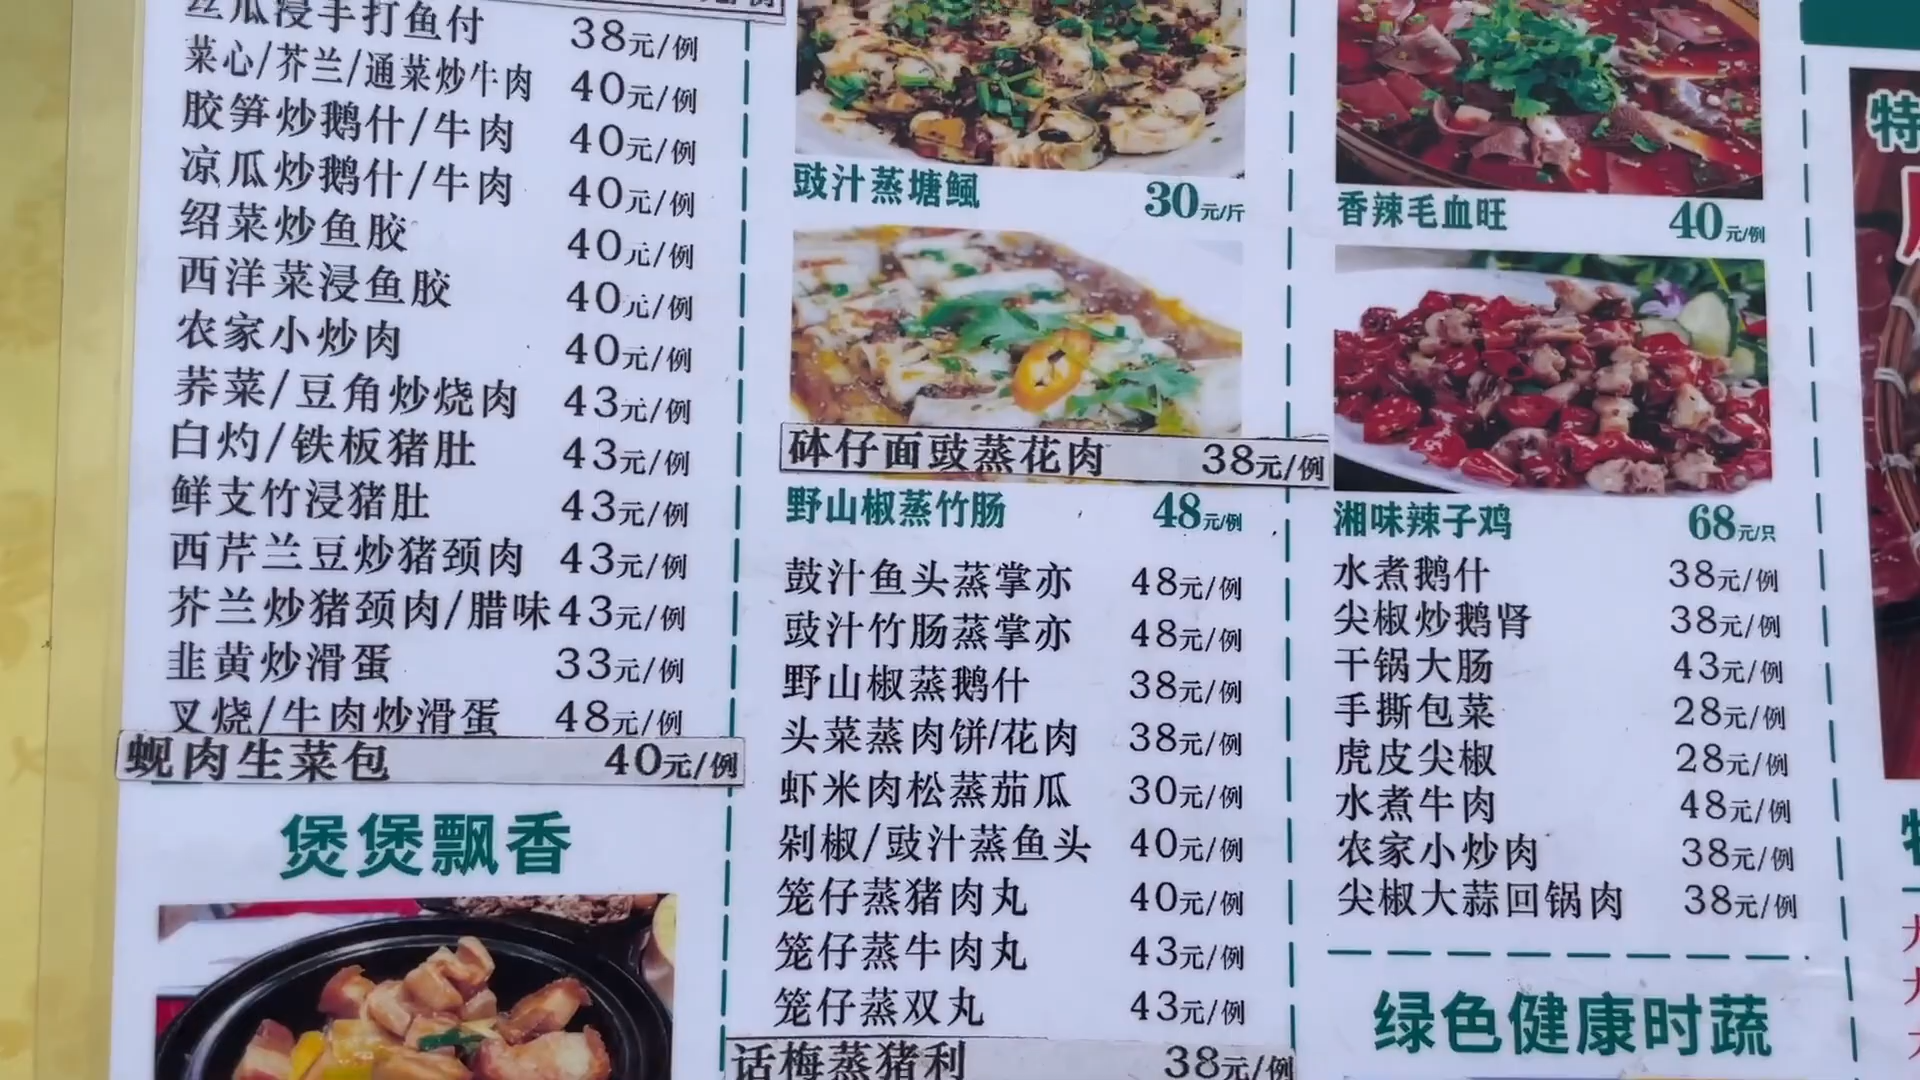 丝瓜浸手打鱼付 38元/例
菜心/芥兰/通菜炒牛肉 40元/例
胶笋炒鹅什/牛肉 40元/例
凉瓜炒鹅什/牛肉 40元/例
绍菜炒鱼胶 40元/例
西洋菜浸鱼胶 40元/例
农家小炒肉 40元/例
荞菜/豆角炒烧肉 43元/例
白灼/铁板猪肚 43元/例
鲜支竹浸猪肚 43元/例
西芹兰豆炒猪颈肉 43元/例
芥兰炒猪颈肉/腊味 43元/例
韭黄炒滑蛋 33元/例
叉烧/牛肉炒滑蛋 48元/例
蚬肉生菜包 40元/例
煲煲飘香
豉汁蒸塘鲺 30元/斤
砵仔面豉蒸花肉 38元/例
野山椒蒸竹肠 48元/例
鼓汁鱼头蒸掌亦 48元/例
豉汁竹肠蒸掌亦 48元/例
野山椒蒸鹅什 38元/例
头菜蒸肉饼/花肉 38元/例
虾米肉松蒸茄瓜 30元/例
剁椒/豉汁蒸鱼头 40元/例
笼仔蒸猪肉丸 40元/例
笼仔蒸牛肉丸 43元/例
笼仔蒸双丸 43元/例
话梅蒸猪利 38元/例
香辣毛血旺 40元/例
湘味辣子鸡 68元/只
水煮鹅什 38元/例
尖椒炒鹅肾 38元/例
干锅大肠 43元/例
手撕包菜 28元/例
虎皮尖椒 28元/例
水煮牛肉 48元/例
农家小炒肉 38元/例
尖椒大蒜回锅肉 38元/例
绿色健康时蔬
特